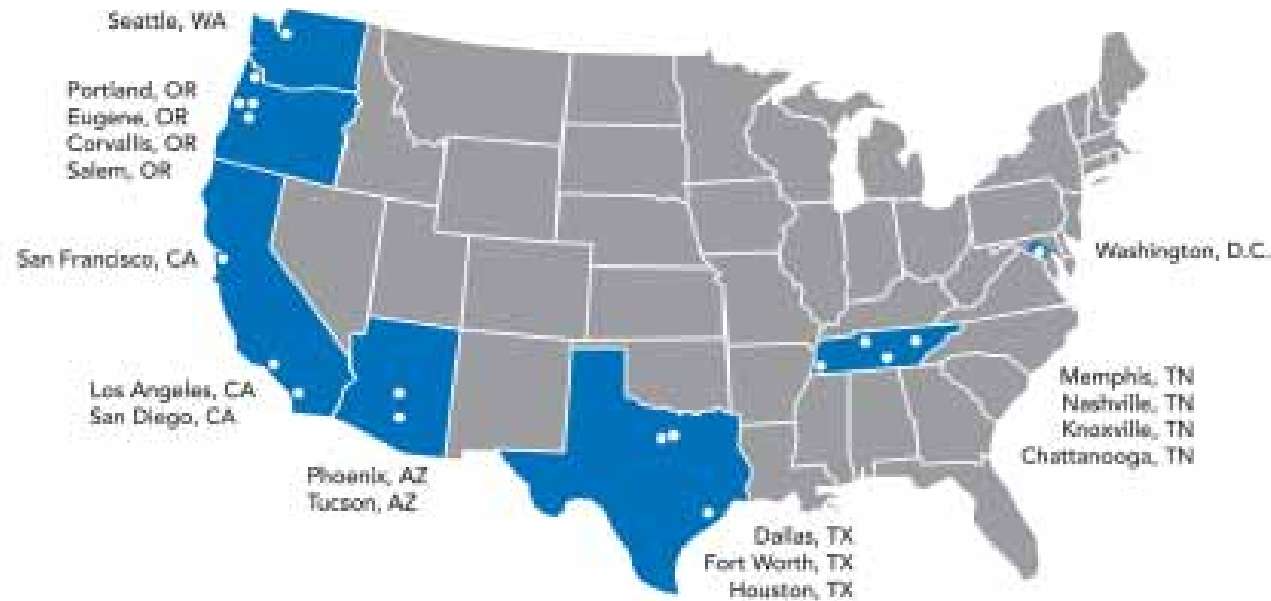 Seattle, WA
Portland, OR
Eugene, OR
Corvallis, OR
Salem, OR
San Francisco, CA
Washington, D.C.
Los Angeles, CA
San Diego, CA
Memphis, TN
Nashville, TN
Knoxville, TN
Chattanooga, TN
Phoenix, AZ
Tucson, AZ
Dallas, TX
Fort Worth, TX
Houston, TX